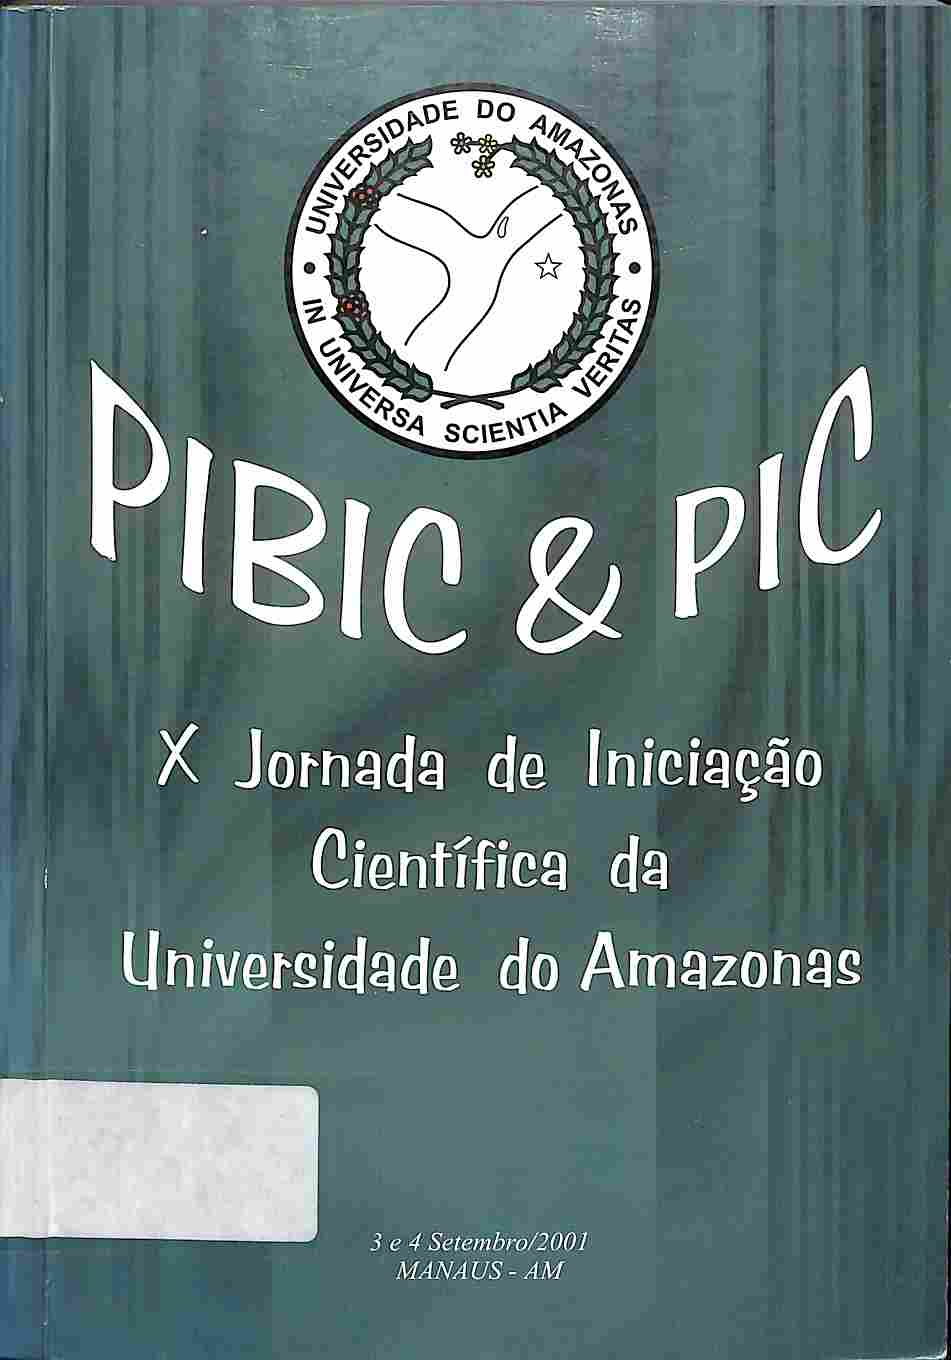 UNIVERSIDADE DO AMAZONAS
IN UNIVERSA SCIENTIA VERITAS
PIBIC & PIC
X Jornada de Iniciação
Científica da
Universidade do Amazonas
3 e 4 Setembro/2001
MANAUS - AM